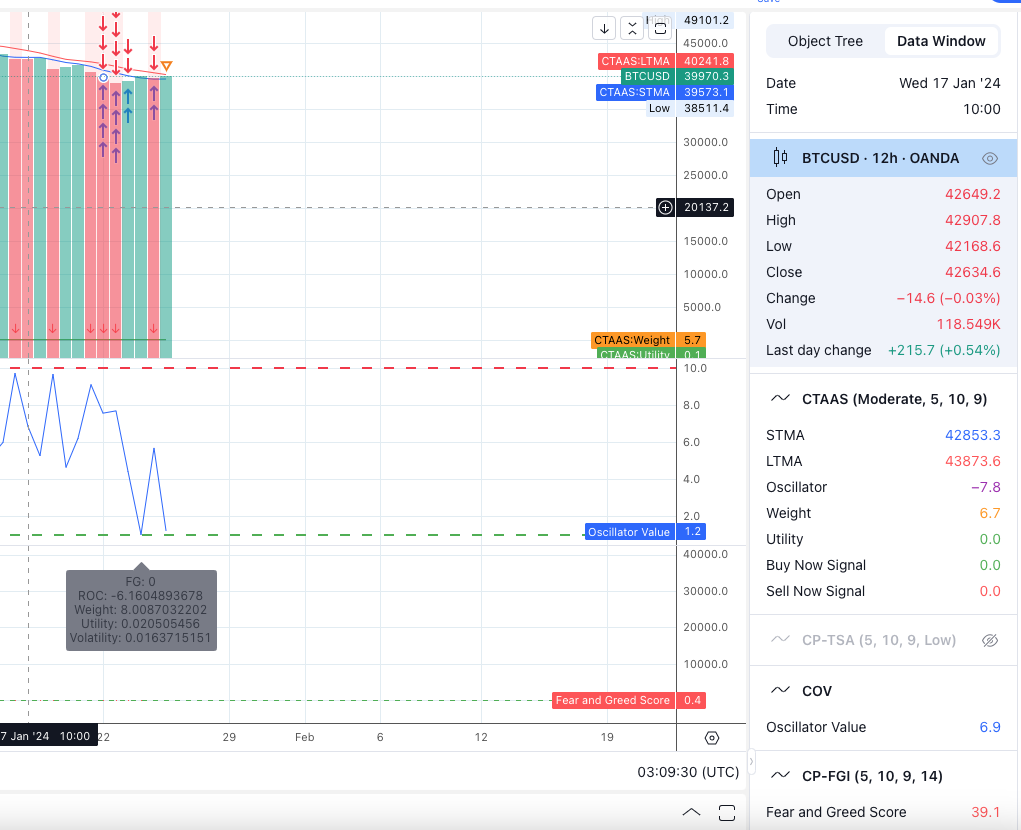 Save
High 49101.2
45000.0
CTAAS:LTMA 40241.8
BTCUSD 39970.3
CTAAS:STMA 39573.1
Low 38511.4
30000.0
25000.0
20137.2
15000.0
10000.0
5000.0
CTAAS:Weight 5.7
CTAAS:Utility 0.1
10.0
8.0
6.0
4.0
2.0
Oscillator Value 1.2
40000.0
30000.0
20000.0
10000.0
FG: 0
ROC: -6.1604893678
Weight: 8.0087032202
Utility: 0.020505456
Volatility: 0.0163715151
Fear and Greed Score 0.4
7 Jan '24 10:00 22 29 Feb 6 12 19
03:09:30 (UTC)
Object Tree Data Window
Date Wed 17 Jan '24
Time 10:00
BTCUSD · 12h · OANDA
Open 42649.2
High 42907.8
Low 42168.6
Close 42634.6
Change −14.6 (−0.03%)
Vol 118.549K
Last day change +215.7 (+0.54%)
CTAAS (Moderate, 5, 10, 9)
STMA 42853.3
LTMA 43873.6
Oscillator −7.8
Weight 6.7
Utility 0.0
Buy Now Signal 0.0
Sell Now Signal 0.0
CP-TSA (5, 10, 9, Low)
COV
Oscillator Value 6.9
CP-FGI (5, 10, 9, 14)
Fear and Greed Score 39.1